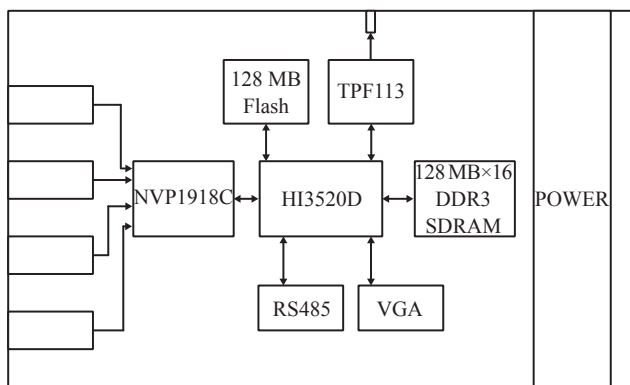 128 MB
Flash
TPF113
NVP1918C
HI3520D
128 MB×16
DDR3
SDRAM
POWER
RS485
VGA